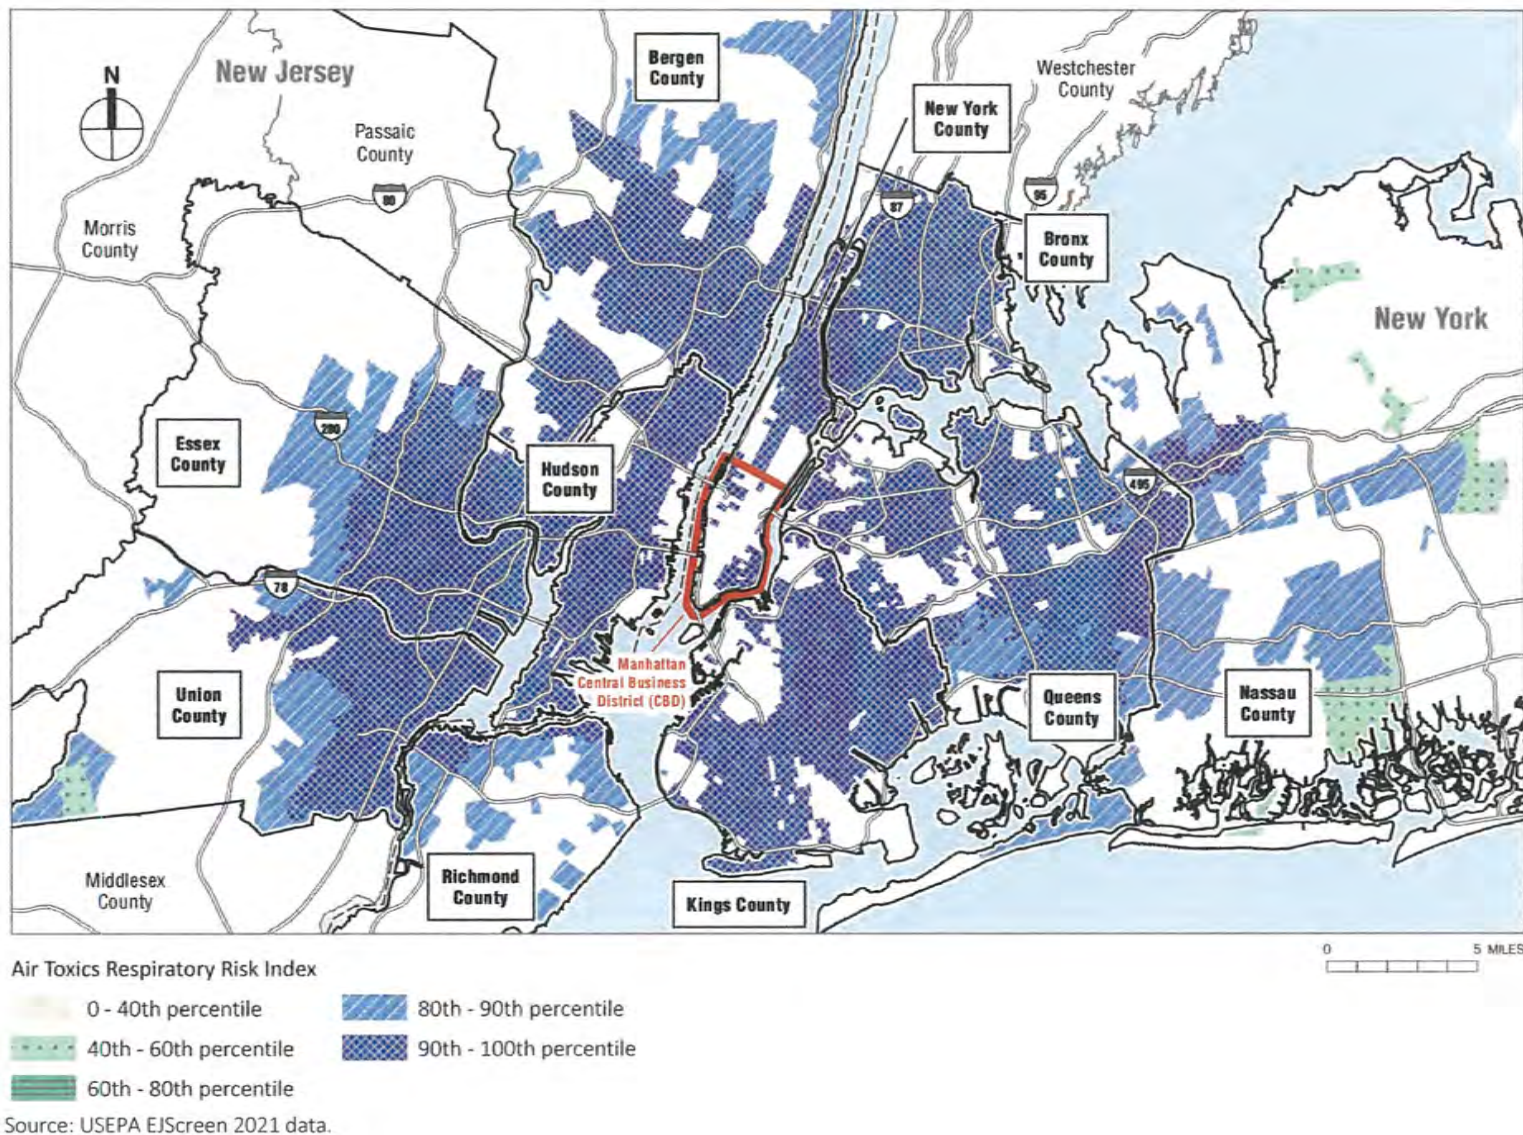 N
New Jersey
Bergen
County
Passaic
County
New York
County
Westchester
County
80
87
95
Morris
County
Bronx
County
New York
Essex
County
280
Hudson
County
495
78
Manhattan
Central Business
District (CBD)
Union
County
Queens
County
Nassau
County
Middlesex
County
Richmond
County
Kings County
0 5 MILES
Air Toxics Respiratory Risk Index
0 - 40th percentile
40th - 60th percentile
60th - 80th percentile
80th - 90th percentile
90th - 100th percentile
Source: USEPA EJScreen 2021 data.